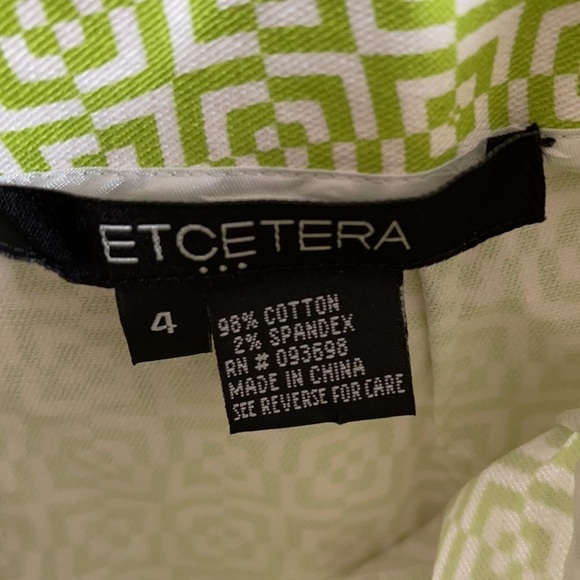 ETCETERA
4
98% COTTON
2% SPANDEX
RN # 093698
MADE IN CHINA
SEE REVERSE FOR CARE